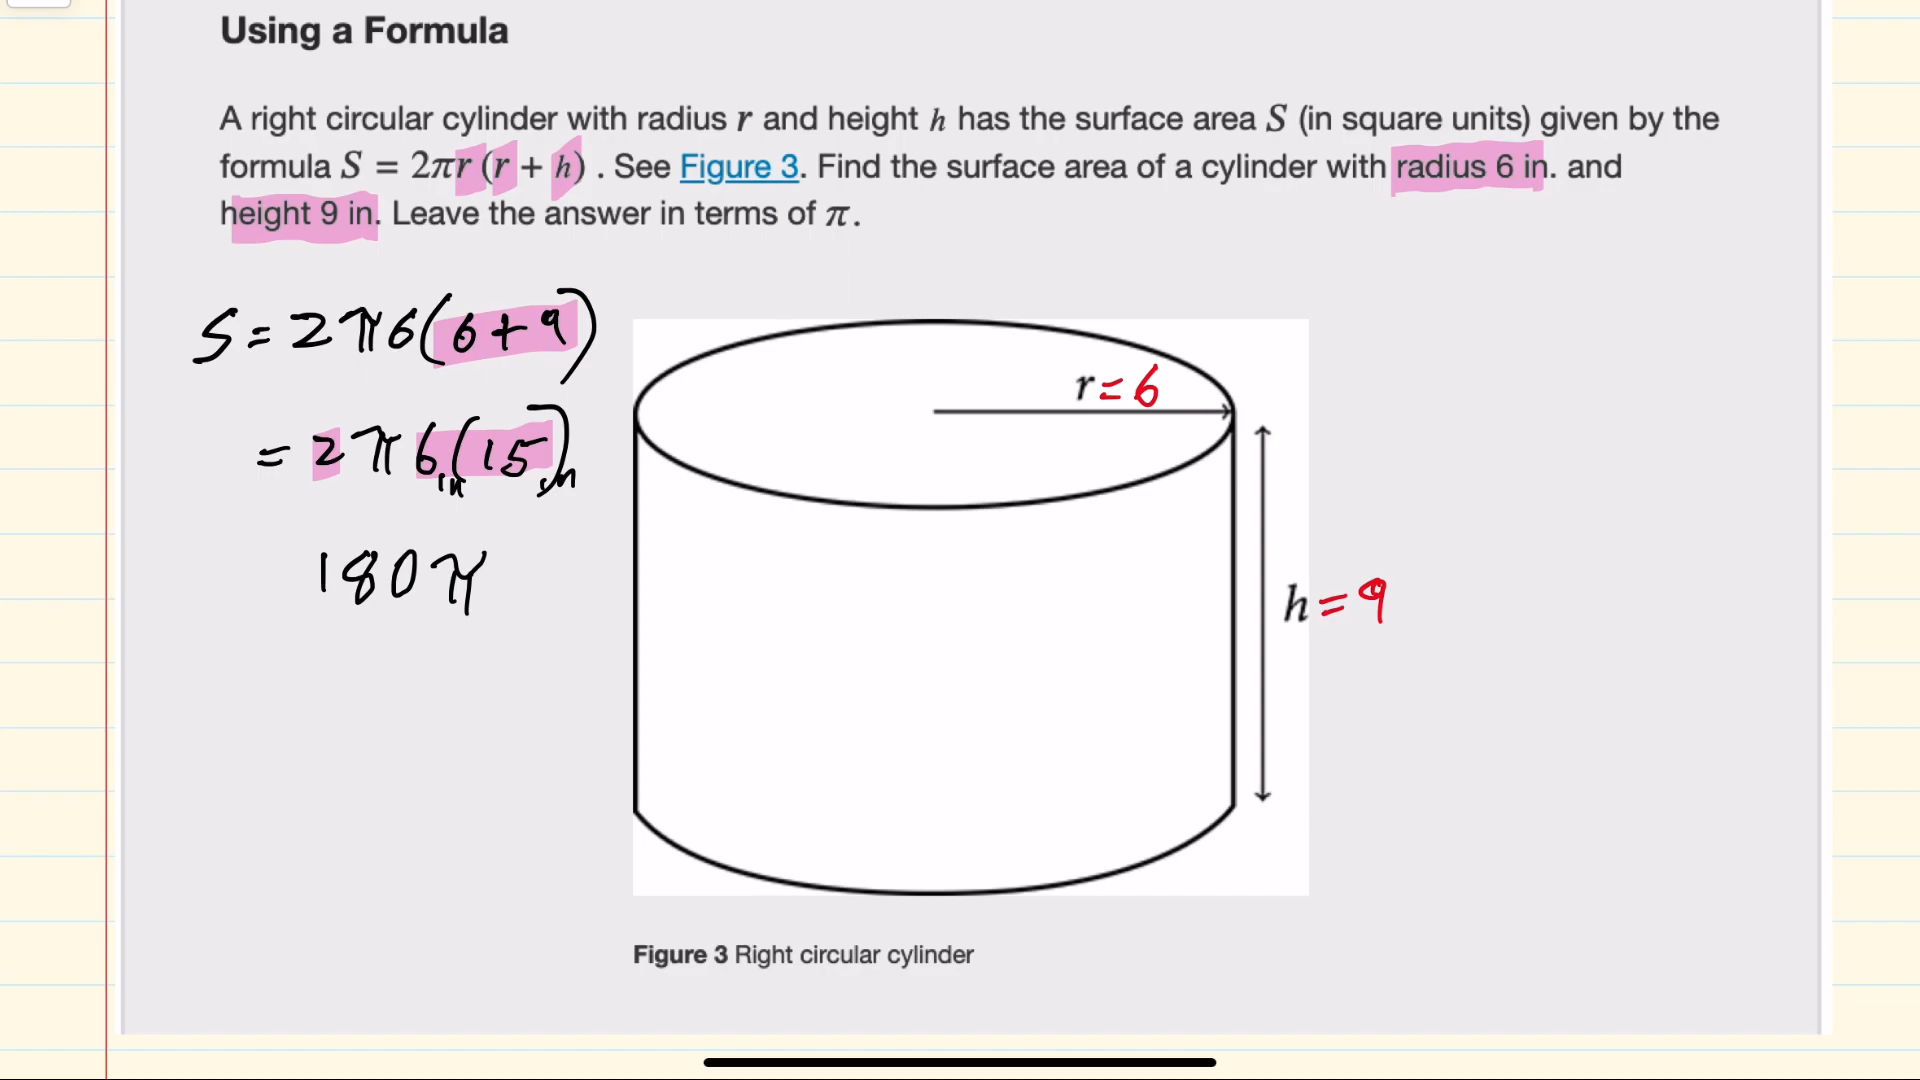 Using a Formula
A right circular cylinder with radius r and height h has the surface area S (in square units) given by the
formula S = 2πr (r + h) . See Figure 3. Find the surface area of a cylinder with radius 6 in. and
height 9 in. Leave the answer in terms of π.
S = 2π6(6+9)
= 2π6in(15)in
180π
r = 6
h = 9
Figure 3 Right circular cylinder